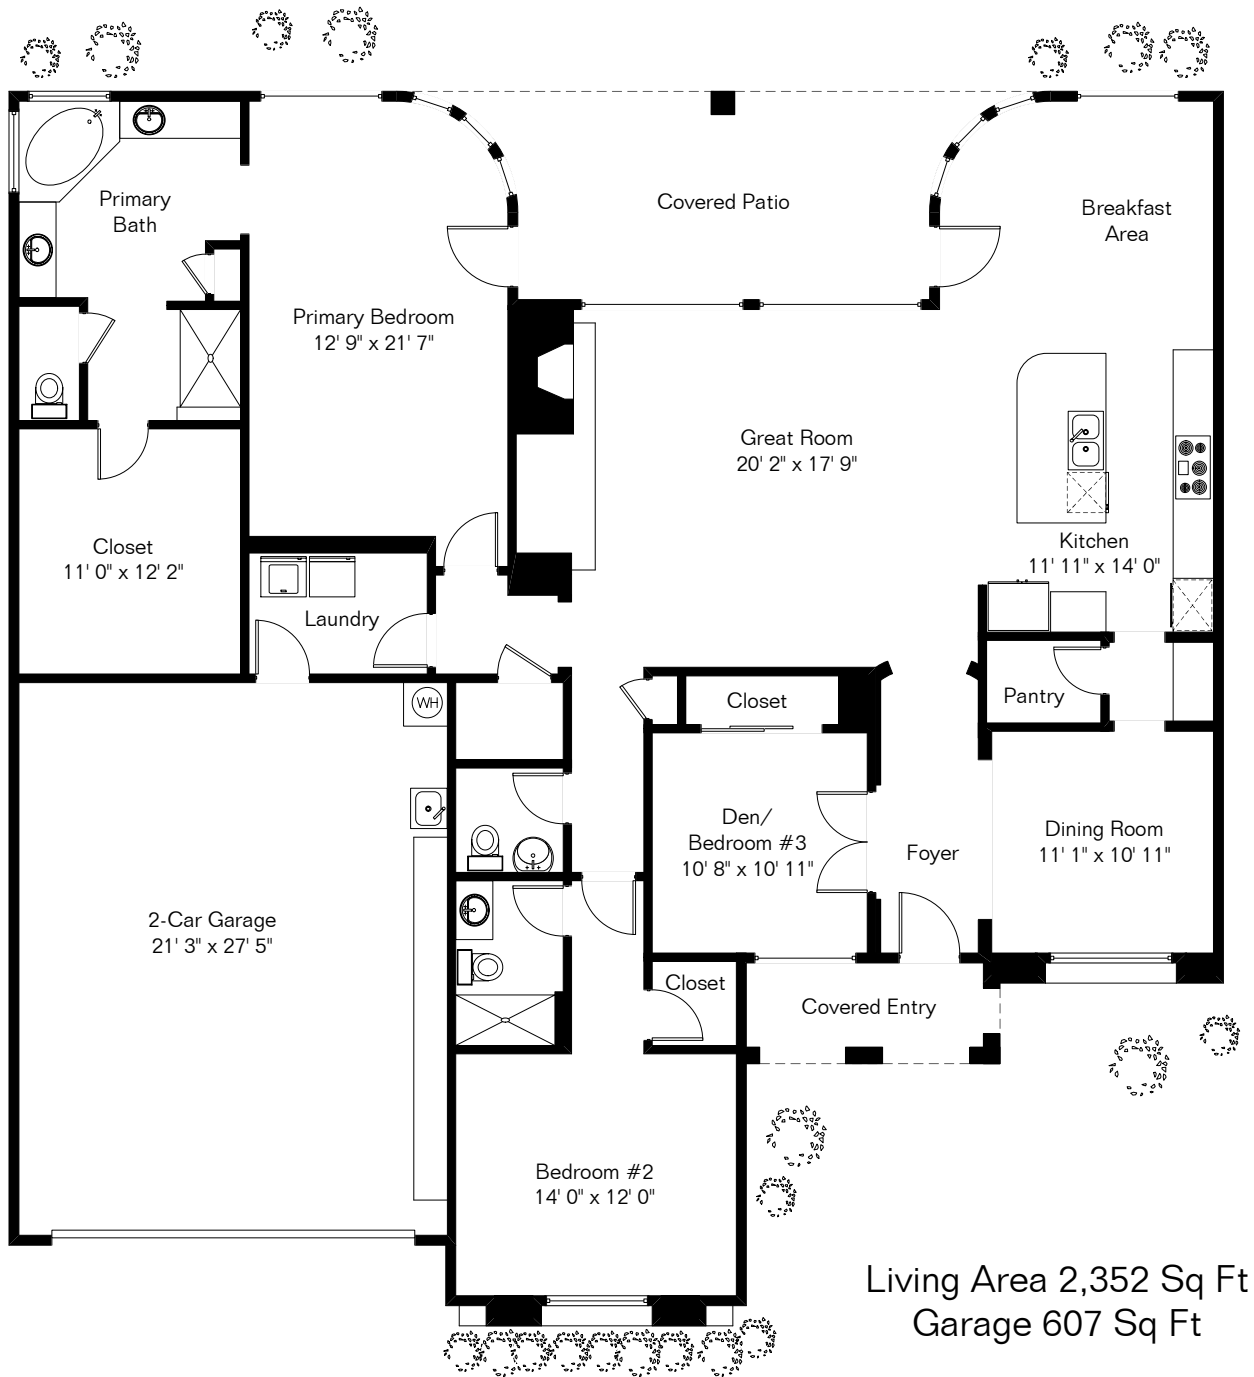 Primary
Bath
Covered Patio
Breakfast
Area
Primary Bedroom
12' 9" x 21' 7"
Great Room
20' 2" x 17' 9"
Closet
11' 0" x 12' 2"
Kitchen
11' 11" x 14' 0"
Laundry
WH
Closet
Pantry
Den/
Bedroom #3
10' 8" x 10' 11"
Foyer
Dining Room
11' 1" x 10' 11"
2-Car Garage
21' 3" x 27' 5"
Closet
Covered Entry
Bedroom #2
14' 0" x 12' 0"
Living Area 2,352 Sq Ft
Garage 607 Sq Ft